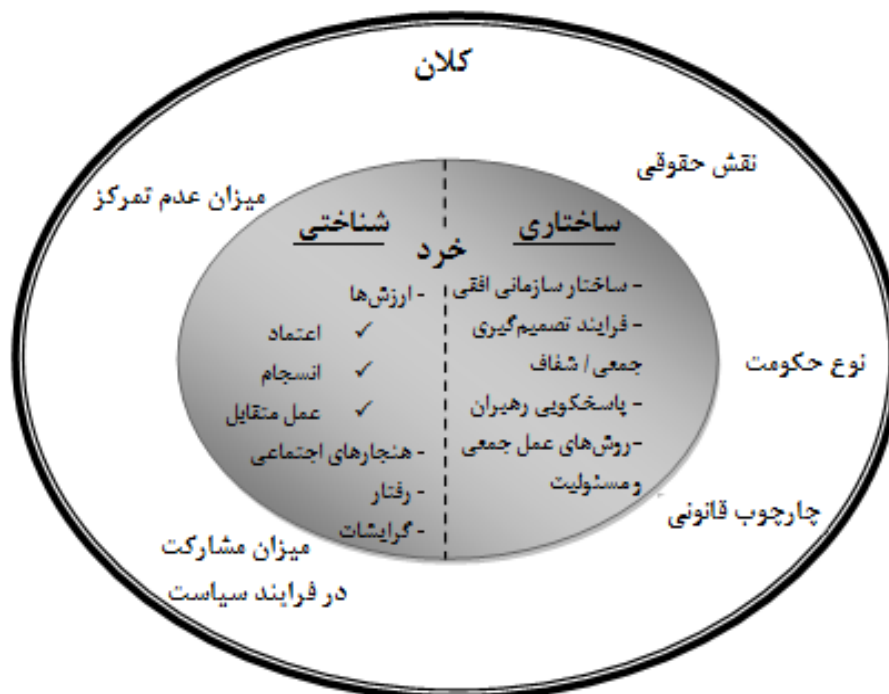 کلان
نقش حقوقی
میزان عدم تمرکز
ساختاری
شناختی
خرد
- ساختار سازمانی افقی
- فرایند تصمیم‌گیری
جمعی / شفاف
- پاسخکویی رهبران
-روش‌های عمل جمعی
ومسئولیت
- ارزش‌ها
✓ اعتماد
✓ انسجام
✓ عمل متقابل
- هنجارهای اجتماعی
- رفتار
- گرایشات
نوع حکومت
چارچوب قانونی
میزان مشارکت
در فرایند سیاست